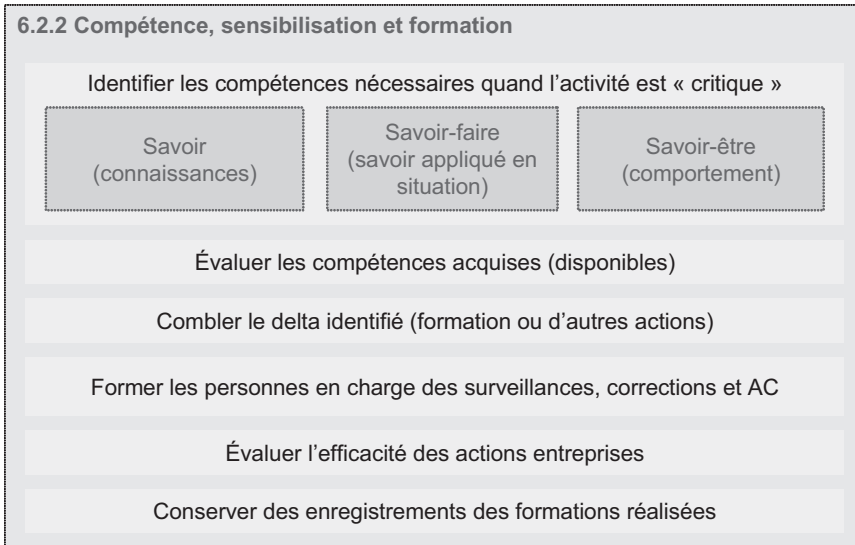 6.2.2 Compétence, sensibilisation et formation
Identifier les compétences nécessaires quand l’activité est « critique »
Savoir
(connaissances)
Savoir-faire
(savoir appliqué en
situation)
Savoir-être
(comportement)
Évaluer les compétences acquises (disponibles)
Combler le delta identifié (formation ou d’autres actions)
Former les personnes en charge des surveillances, corrections et AC
Évaluer l’efficacité des actions entreprises
Conserver des enregistrements des formations réalisées